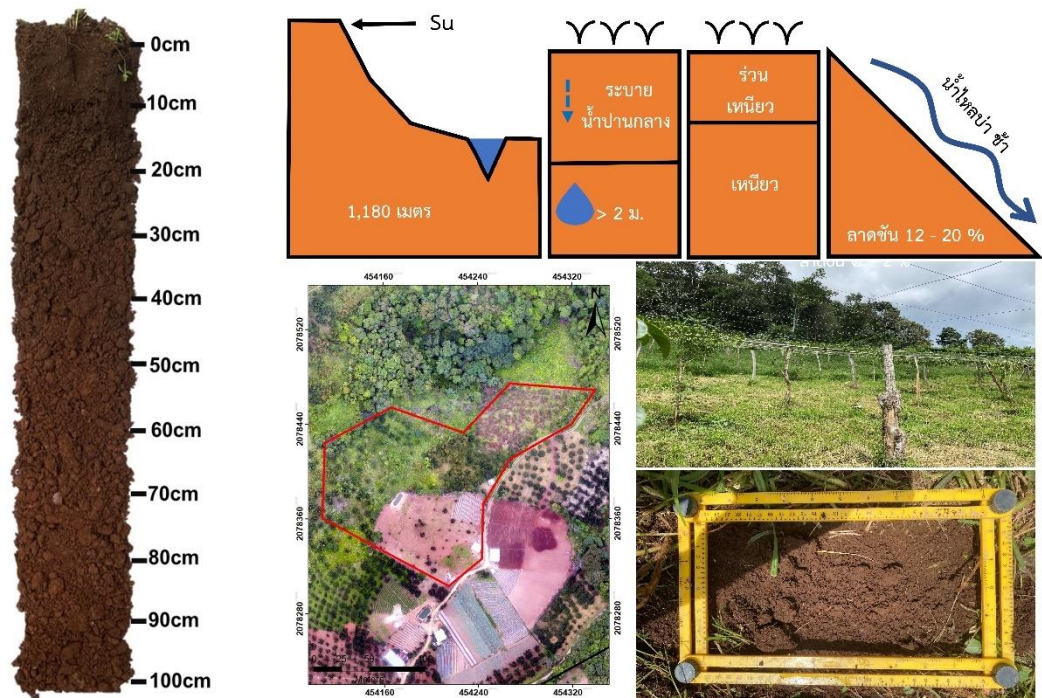 0cm
10cm
20cm
30cm
40cm
50cm
60cm
70cm
80cm
90cm
100cm
Su
1,180 เมตร
ระบาย
น้ำปานกลาง
> 2 ม.
ร่วน
เหนียว
เหนียว
น้ำไหลบ่า ช้า
ลาดชัน 12 - 20 %
454160
454240
454320
N
2078520
2078520
2078440
2078440
2078360
2078360
2078280
2078280
454160
454240
454320